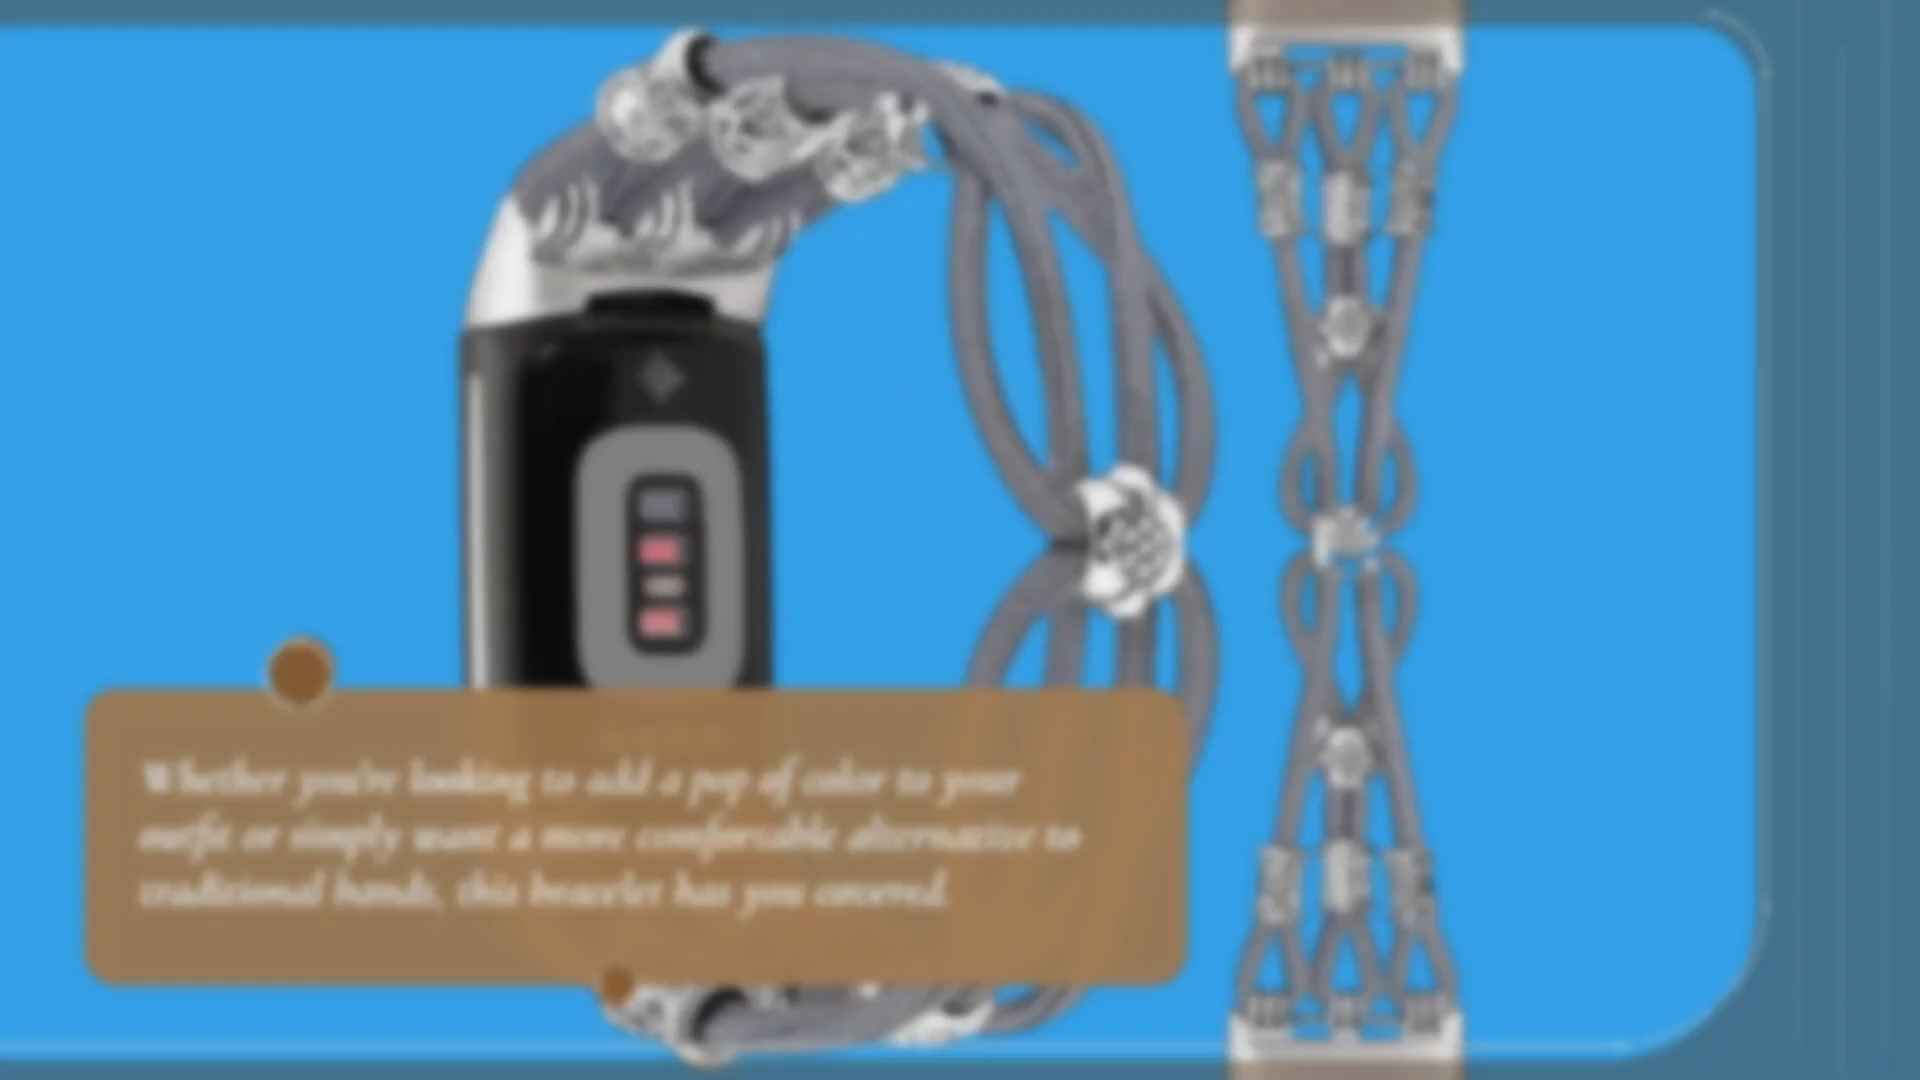 Whether you're looking to add a pop of color to your
outfit or simply want a more comfortable alternative to
traditional bands, this bracelet has you covered.